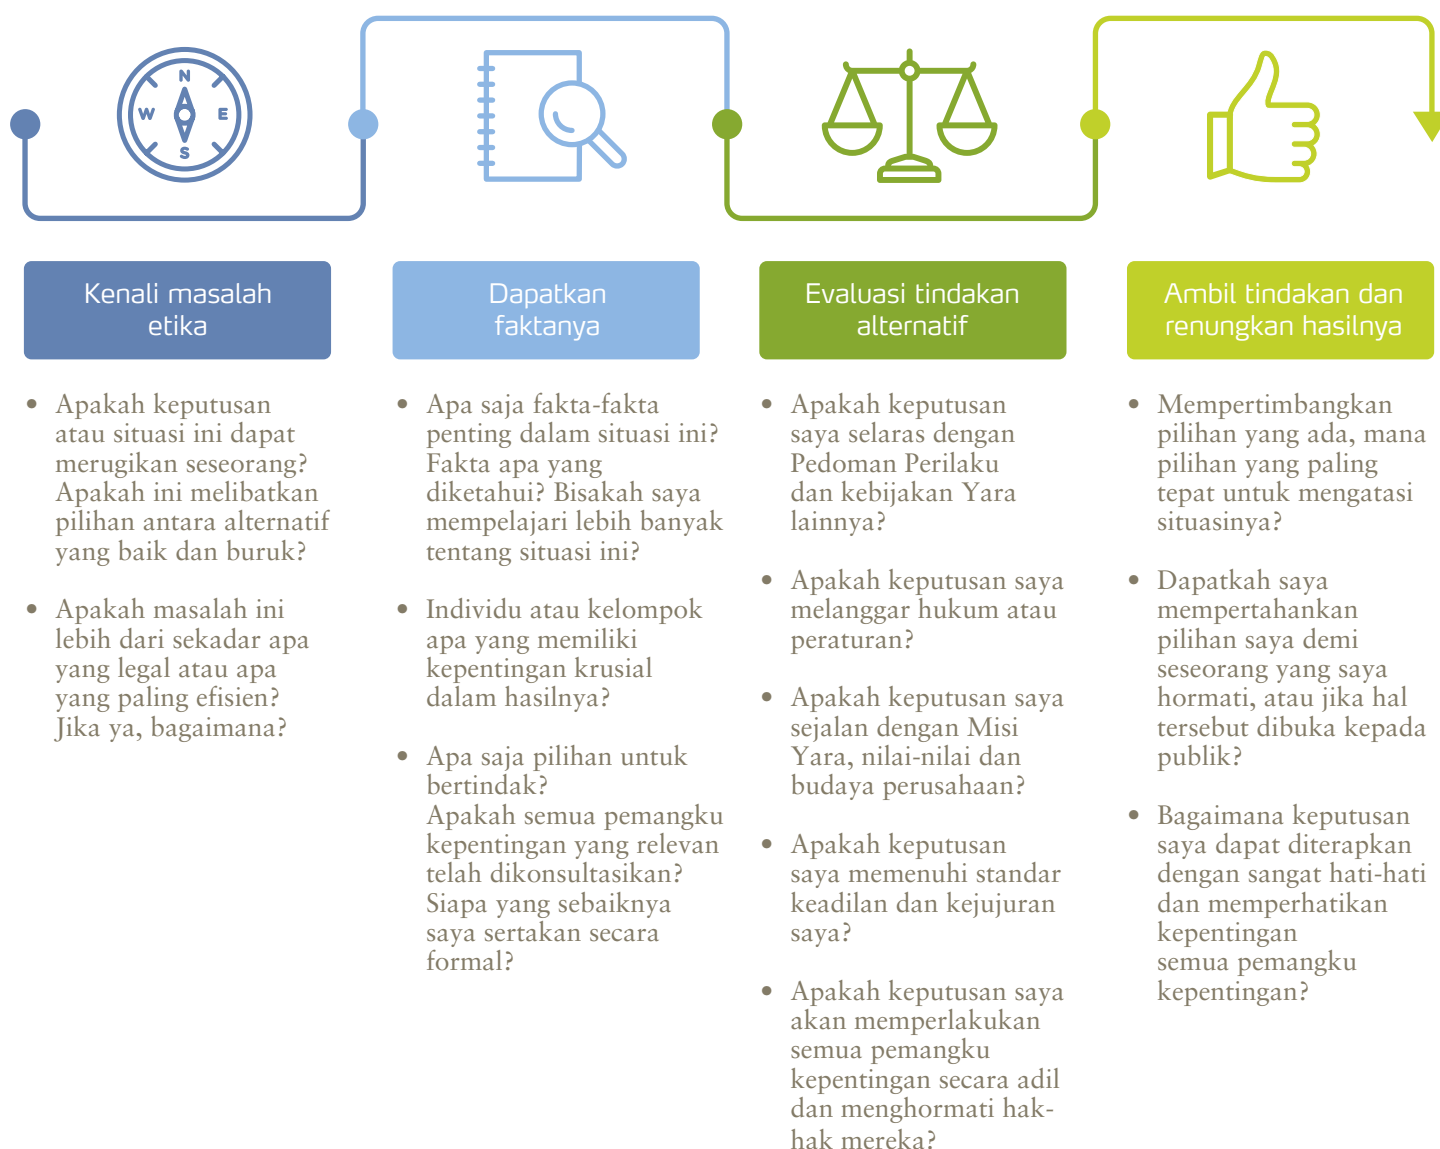 N
W
E
S
Kenali masalah
etika
Apakah keputusan
atau situasi ini dapat
merugikan seseorang?
Apakah ini melibatkan
pilihan antara alternatif
yang baik dan buruk?
Apakah masalah ini
lebih dari sekadar apa
yang legal atau apa
yang paling efisien?
Jika ya, bagaimana?
Dapatkan
faktanya
Apa saja fakta-fakta
penting dalam situasi ini?
Fakta apa yang
diketahui? Bisakah saya
mempelajari lebih banyak
tentang situasi ini?
Individu atau kelompok
apa yang memiliki
kepentingan krusial
dalam hasilnya?
Apa saja pilihan untuk
bertindak?
Apakah semua pemangku
kepentingan yang relevan
telah dikonsultasikan?
Siapa yang sebaiknya
saya sertakan secara
formal?
Evaluasi tindakan
alternatif
Apakah keputusan
saya selaras dengan
Pedoman Perilaku
dan kebijakan Yara
lainnya?
Apakah keputusan saya
melanggar hukum atau
peraturan?
Apakah keputusan saya
sejalan dengan Misi
Yara, nilai-nilai dan
budaya perusahaan?
Apakah keputusan
saya memenuhi standar
keadilan dan kejujuran
saya?
Apakah keputusan saya
akan memperlakukan
semua pemangku
kepentingan secara adil
dan menghormati hak-
hak mereka?
Ambil tindakan dan
renungkan hasilnya
Mempertimbangkan
pilihan yang ada, mana
pilihan yang paling
tepat untuk mengatasi
situasinya?
Dapatkah saya
mempertahankan
pilihan saya demi
seseorang yang saya
hormati, atau jika hal
tersebut dibuka kepada
publik?
Bagaimana keputusan
saya dapat diterapkan
dengan sangat hati-hati
dan memperhatikan
kepentingan
semua pemangku
kepentingan?